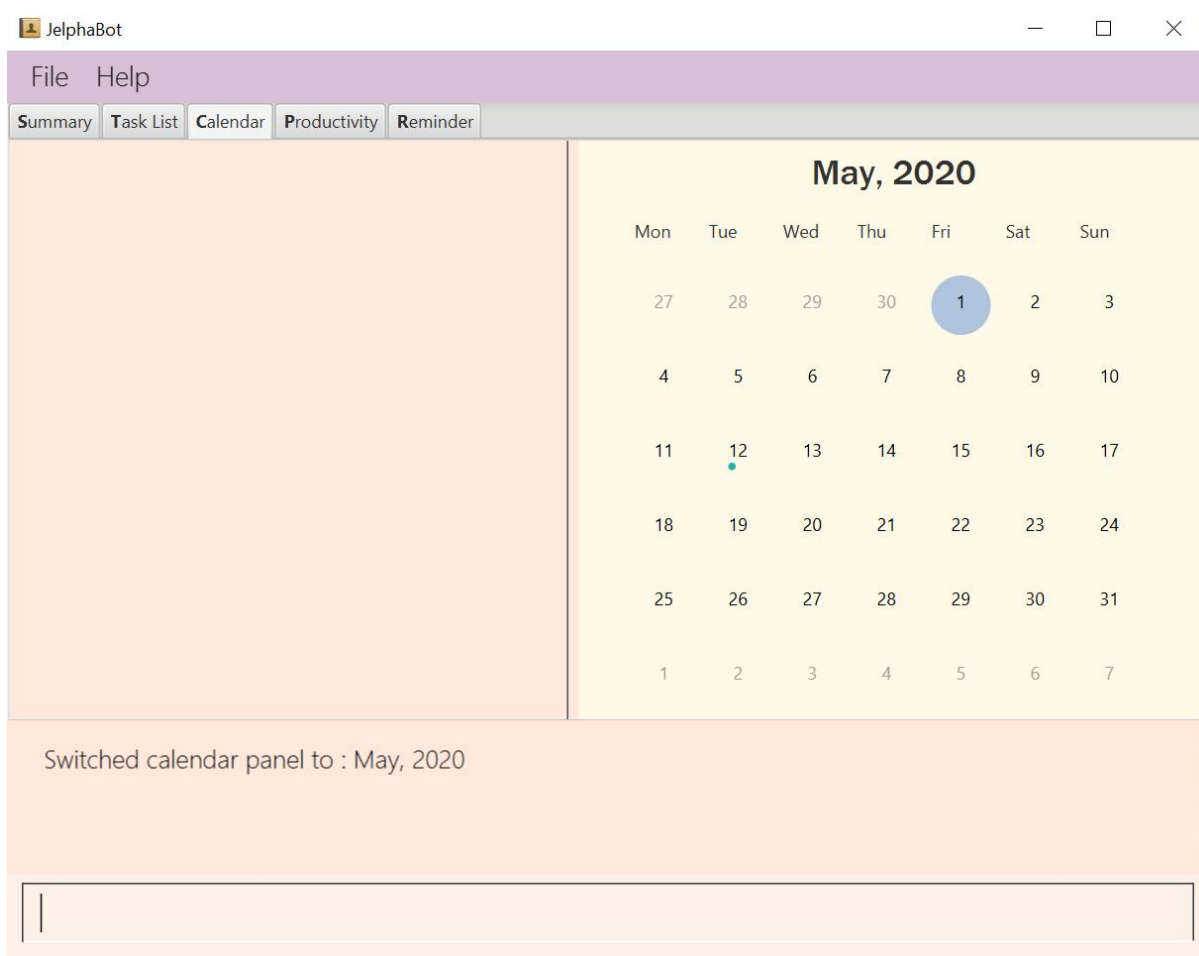 JelphaBot
File Help
Summary Task List Calendar Productivity Reminder
May, 2020
Mon Tue Wed Thu Fri Sat Sun
27 28 29 30 1 2 3
4 5 6 7 8 9 10
11 12 13 14 15 16 17
18 19 20 21 22 23 24
25 26 27 28 29 30 31
1 2 3 4 5 6 7
Switched calendar panel to : May, 2020